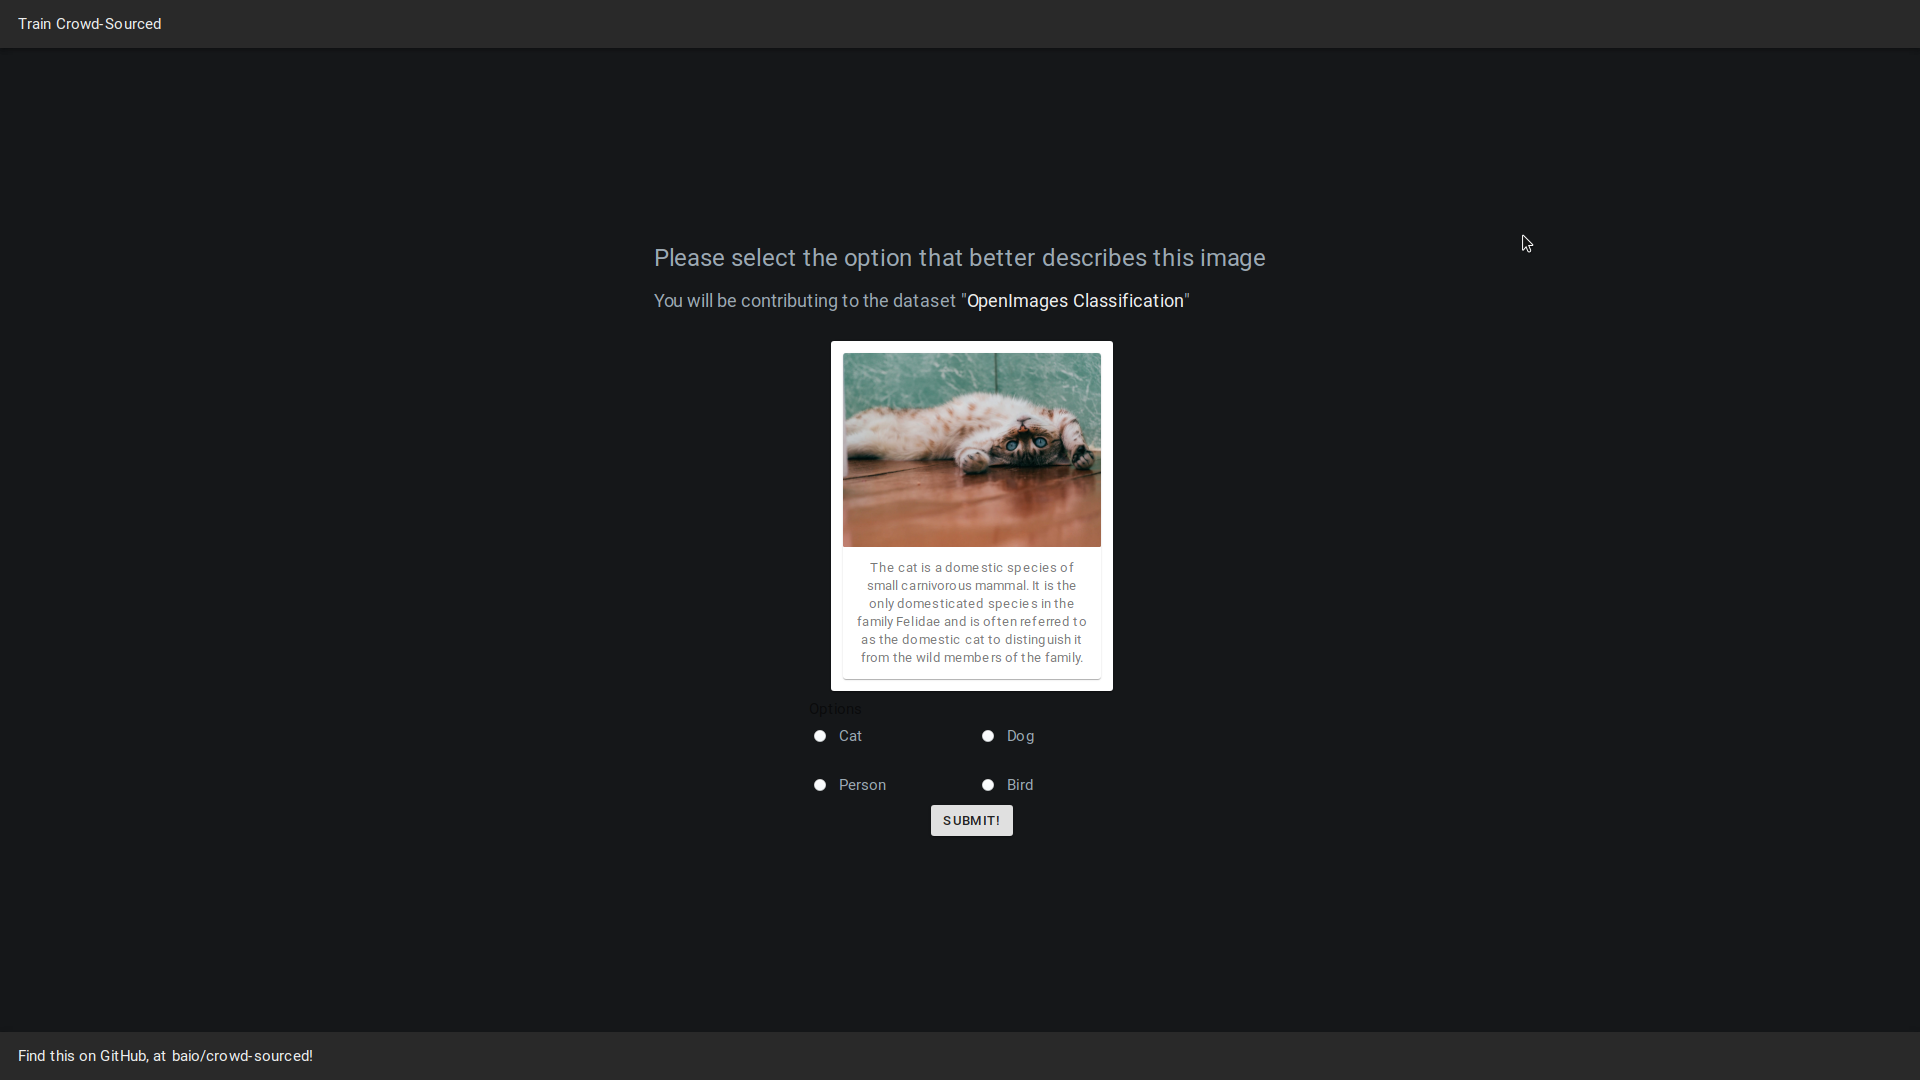 Train Crowd-Sourced
Please select the option that better describes this image
You will be contributing to the dataset "OpenImages Classification"
The cat is a domestic species of
small carnivorous mammal. It is the
only domesticated species in the
family Felidae and is often referred to
as the domestic cat to distinguish it
from the wild members of the family.
Options
Cat
Dog
Person
Bird
SUBMIT!
Find this on GitHub, at baio/crowd-sourced!